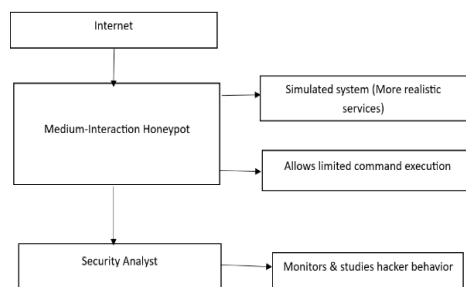 Internet
Simulated system (More realistic
services)
Medium-Interaction Honeypot
Allows limited command execution
Security Analyst
Monitors & studies hacker behavior